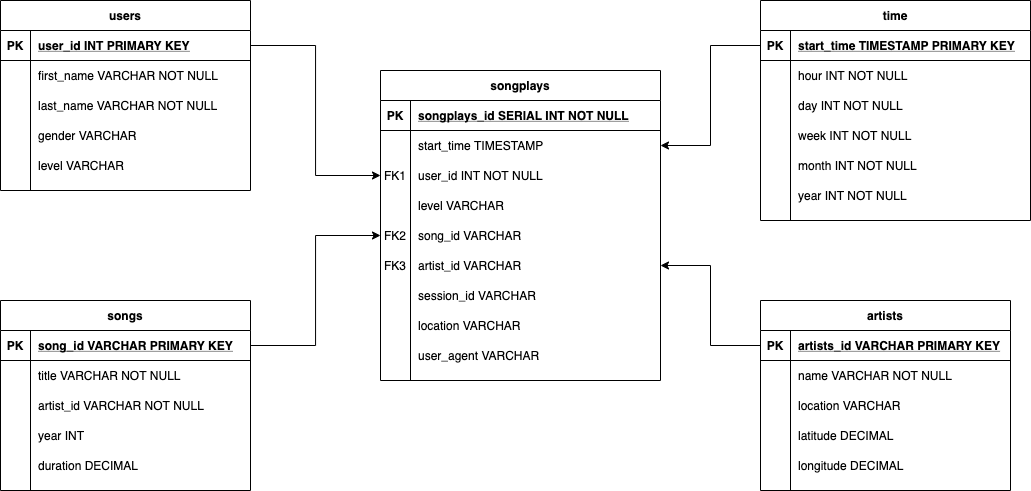 users
PK user_id INT PRIMARY KEY
first_name VARCHAR NOT NULL
last_name VARCHAR NOT NULL
gender VARCHAR
level VARCHAR
songplays
PK songplays_id SERIAL INT NOT NULL
start_time TIMESTAMP
FK1 user_id INT NOT NULL
level VARCHAR
FK2 song_id VARCHAR
FK3 artist_id VARCHAR
session_id VARCHAR
location VARCHAR
user_agent VARCHAR
time
PK start_time TIMESTAMP PRIMARY KEY
hour INT NOT NULL
day INT NOT NULL
week INT NOT NULL
month INT NOT NULL
year INT NOT NULL
songs
PK song_id VARCHAR PRIMARY KEY
title VARCHAR NOT NULL
artist_id VARCHAR NOT NULL
year INT
duration DECIMAL
artists
PK artists_id VARCHAR PRIMARY KEY
name VARCHAR NOT NULL
location VARCHAR
latitude DECIMAL
longitude DECIMAL